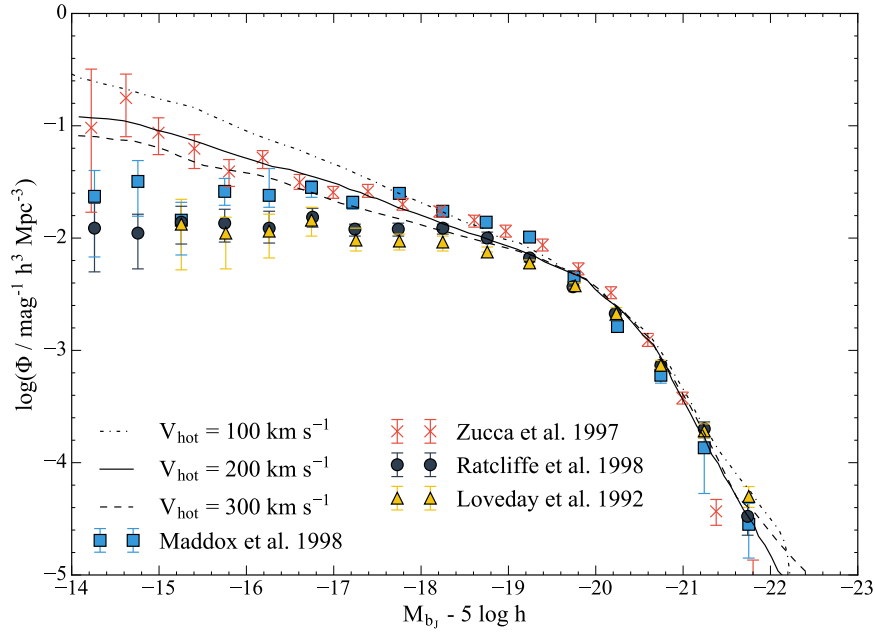 0
−1
−2
−3
−4
−5
log(Φ / mag⁻¹ h³ Mpc⁻³)
V_hot = 100 km s⁻¹
V_hot = 200 km s⁻¹
V_hot = 300 km s⁻¹
Maddox et al. 1998
Zucca et al. 1997
Ratcliffe et al. 1998
Loveday et al. 1992
−14 −15 −16 −17 −18 −19 −20 −21 −22 −23
M_bJ - 5 log h